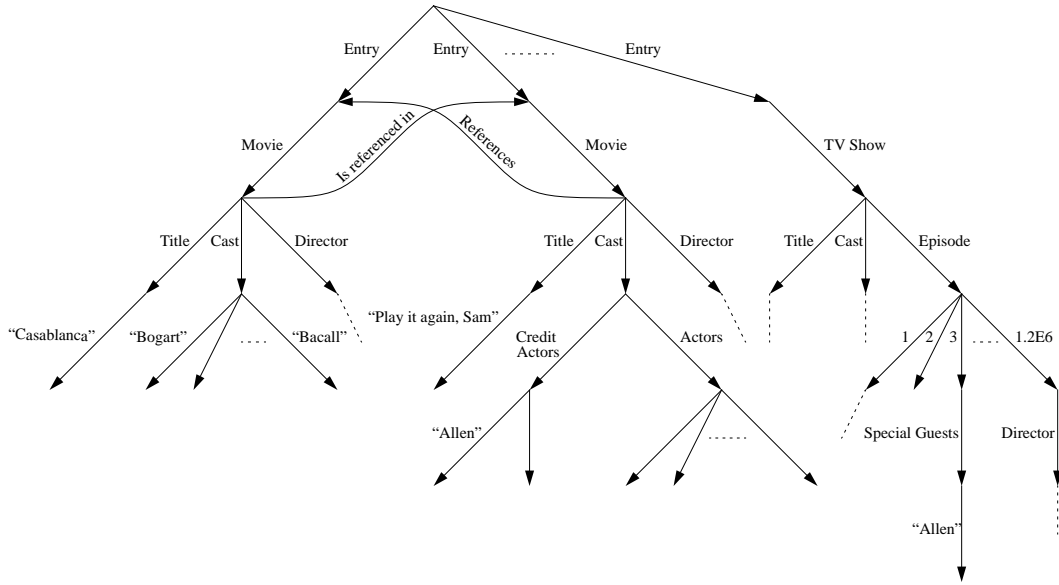 Entry
Entry
Entry
Movie
Is referenced in
References
Movie
TV Show
Title
Cast
Director
Title
Cast
Director
Title
Cast
Episode
“Casablanca”
“Bogart”
“Bacall”
“Play it again, Sam”
Credit
Actors
Actors
1
2
3
1.2E6
“Allen”
Special Guests
Director
“Allen”